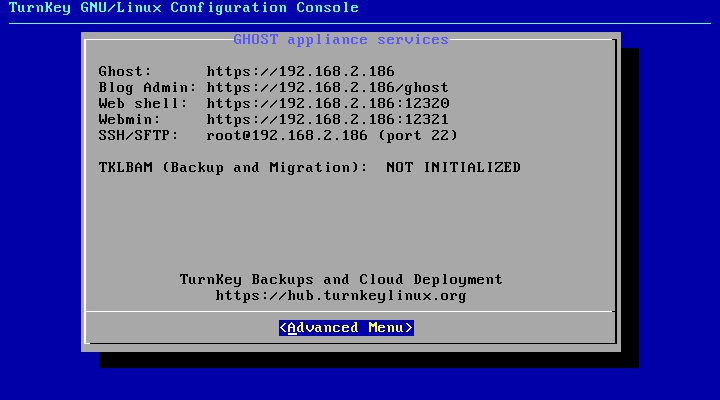 TurnKey GNU/Linux Configuration Console
GHOST appliance services
Ghost: https://192.168.2.186
Blog Admin: https://192.168.2.186/ghost
Web shell: https://192.168.2.186:12320
Webmin: https://192.168.2.186:12321
SSH/SFTP: root@192.168.2.186 (port 22)
TKLBAM (Backup and Migration): NOT INITIALIZED
TurnKey Backups and Cloud Deployment
https://hub.turnkeylinux.org
<Advanced Menu>